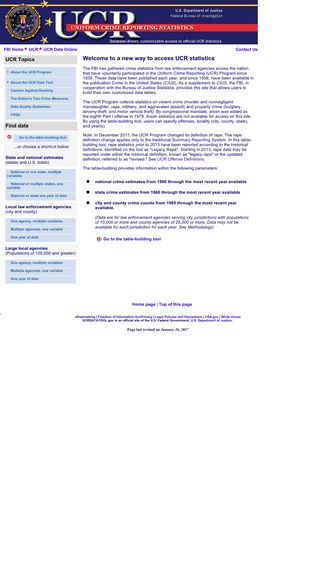 U.S. Department of Justice
Federal Bureau of Investigation
UCR
UNIFORM CRIME REPORTING STATISTICS
Database-driven, customizable access to official UCR statistics
FBI Home UCR UCR Data Online
Contact Us
UCR Topics
About the UCR Program
About the UCR Data Tool
Caution Against Ranking
The Nation's Two Crime Measures
Data Quality Guidelines
FAQs
Find data
Go to the table-building tool
...or choose a shortcut below
State and national estimates
(states and U.S. total)
National or one state, multiple
variables
National or multiple states, one
variable
National or state one year of data
Local law enforcement agencies
(city and county)
One agency, multiple variables
Multiple agencies, one variable
One year of data
Large local agencies
(Populations of 100,000 and greater)
One agency, multiple variables
Multiple agencies, one variable
One year of data
Welcome to a new way to access UCR statistics
The FBI has gathered crime statistics from law enforcement agencies across the nation
that have voluntarily participated in the Uniform Crime Reporting (UCR) Program since
1930. These data have been published each year, and since 1958, have been available in
the publication Crime in the United States (CIUS). As a supplement to CIUS, the FBI, in
cooperation with the Bureau of Justice Statistics, provides this site that allows users to
build their own customized data tables.
The UCR Program collects statistics on violent crime (murder and nonnegligent
manslaughter, rape, robbery, and aggravated assault) and property crime (burglary,
larceny-theft, and motor vehicle theft). By congressional mandate, arson was added as
the eighth Part I offense in 1979. Arson statistics are not available for access on this site.
By using the table-building tool, users can specify offenses, locality (city, county, state),
and year(s).
Note: In December 2011, the UCR Program changed its definition of rape. The rape
definition change applies only to the traditional Summary Reporting System. In this table-
building tool, rape statistics prior to 2013 have been reported according to the historical
definition, identified on the tool as "Legacy Rape". Starting in 2013, rape data may be
reported under either the historical definition, known as "legacy rape" or the updated
definition, referred to as "revised." See UCR Offense Definitions.
The table-building provides information within the following parameters:
national crime estimates from 1960 through the most recent year available
state crime estimates from 1960 through the most recent year available
city and county crime counts from 1985 through the most recent year
available.
(Data are for law enforcement agencies serving city jurisdictions with populations
of 10,000 or more and county agencies of 25,000 or more. Data may not be
available for each jurisdiction for each year. See Methodology)
Go to the table-building tool
Home page | Top of this page
eRulemaking | Freedom of Information Act/Privacy | Legal Policies and Disclaimers | USA.gov | White House
UCRDATATOOL.gov is an official site of the U.S. Federal Government, U.S. Department of Justice.
Page last revised on January 26, 2017